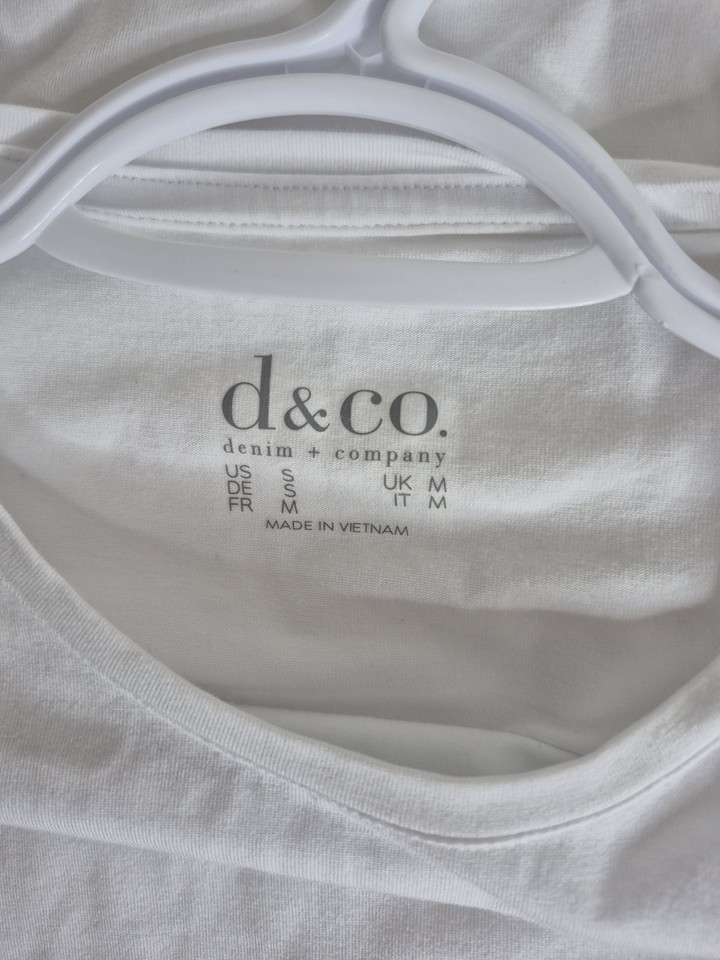 d&co.
denim + company
US S UK M
DE S IT M
FR M
MADE IN VIETNAM